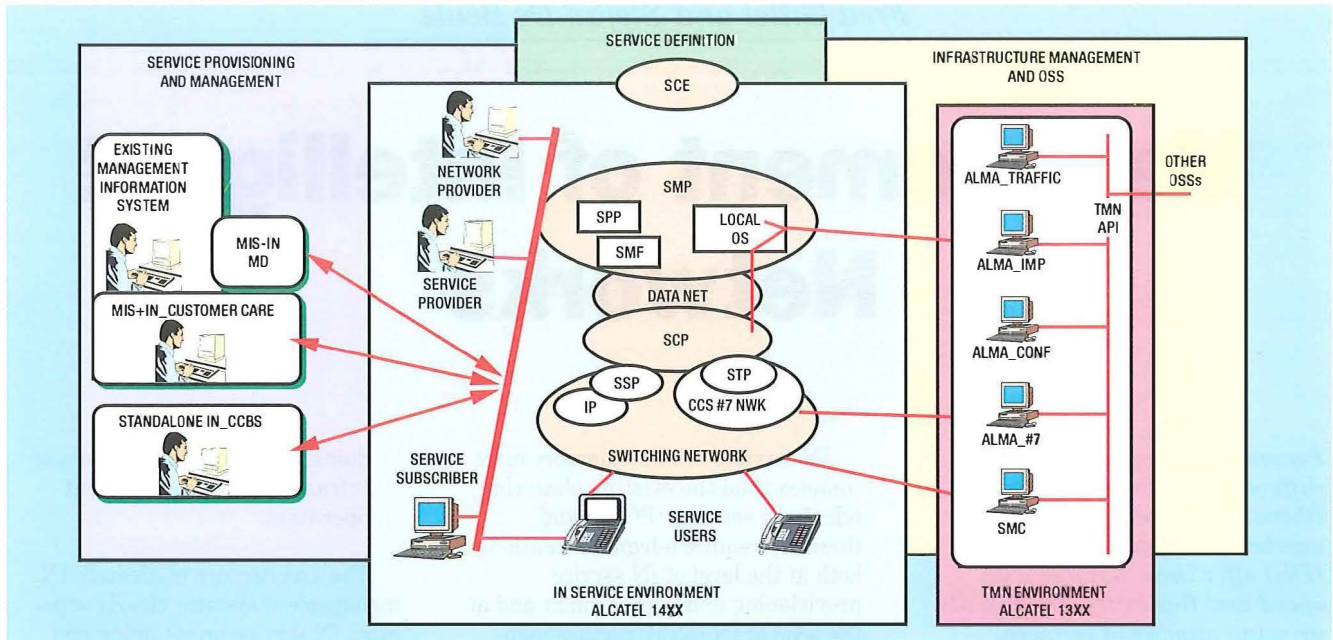 SERVICE DEFINITION
SCE
SERVICE PROVISIONING
AND MANAGEMENT
EXISTING
MANAGEMENT
INFORMATION
SYSTEM
MIS-IN
MD
MIS+IN_CUSTOMER CARE
STANDALONE IN_CCBS
NETWORK
PROVIDER
SERVICE
PROVIDER
SERVICE
SUBSCRIBER
SMP
SPP
SMF
LOCAL
OS
DATA NET
SCP
SSP
IP
STP
CCS #7 NWK
SWITCHING NETWORK
SERVICE
USERS
IN SERVICE ENVIRONMENT
ALCATEL 14XX
INFRASTRUCTURE MANAGEMENT
AND OSS
ALMA_TRAFFIC
ALMA_IMP
ALMA_CONF
ALMA_#7
SMC
TMN
API
OTHER
OSSs
TMN ENVIRONMENT
ALCATEL 13XX